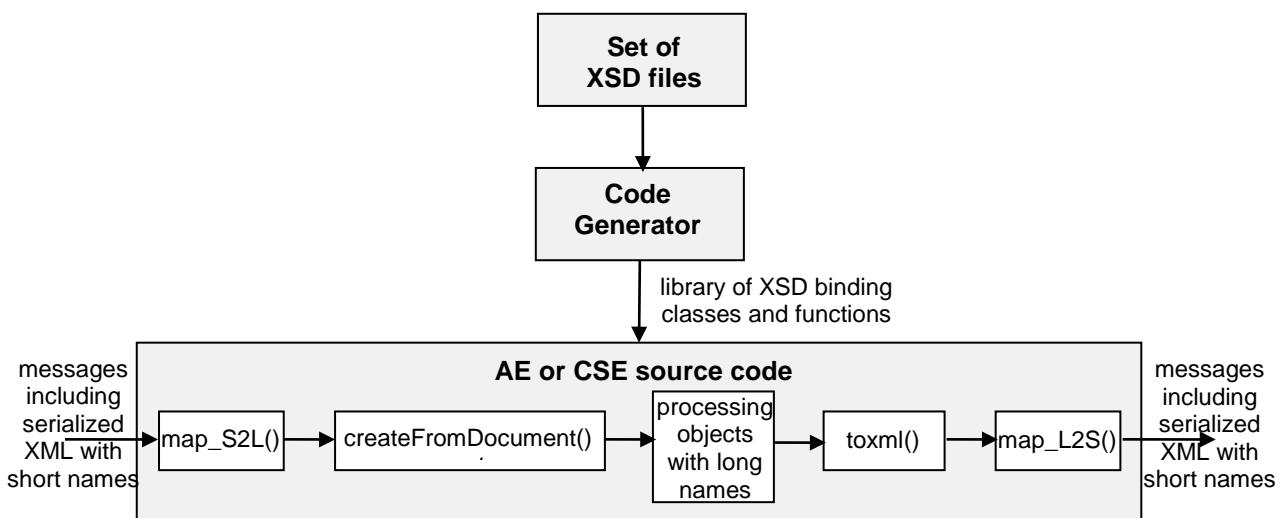 Set of
XSD files
Code
Generator
library of XSD binding
classes and functions
AE or CSE source code
messages
including
serialized
XML with
short names
map_S2L()
createFromDocument()
processing
objects
with long
names
toxml()
map_L2S()
messages
including
serialized
XML with
short names